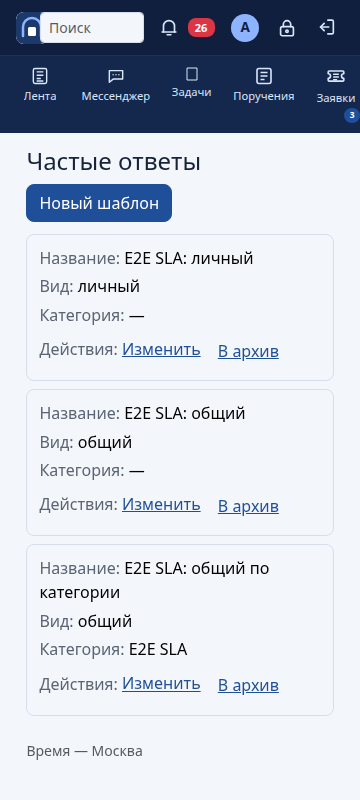 Поиск
26
А
Лента
Мессенджер
Задачи
Поручения
Заявки
3
Частые ответы
Новый шаблон
Название: E2E SLA: личный
Вид: личный
Категория: —
Действия: Изменить В архив
Название: E2E SLA: общий
Вид: общий
Категория: —
Действия: Изменить В архив
Название: E2E SLA: общий по
категории
Вид: общий
Категория: E2E SLA
Действия: Изменить В архив
Время — Москва